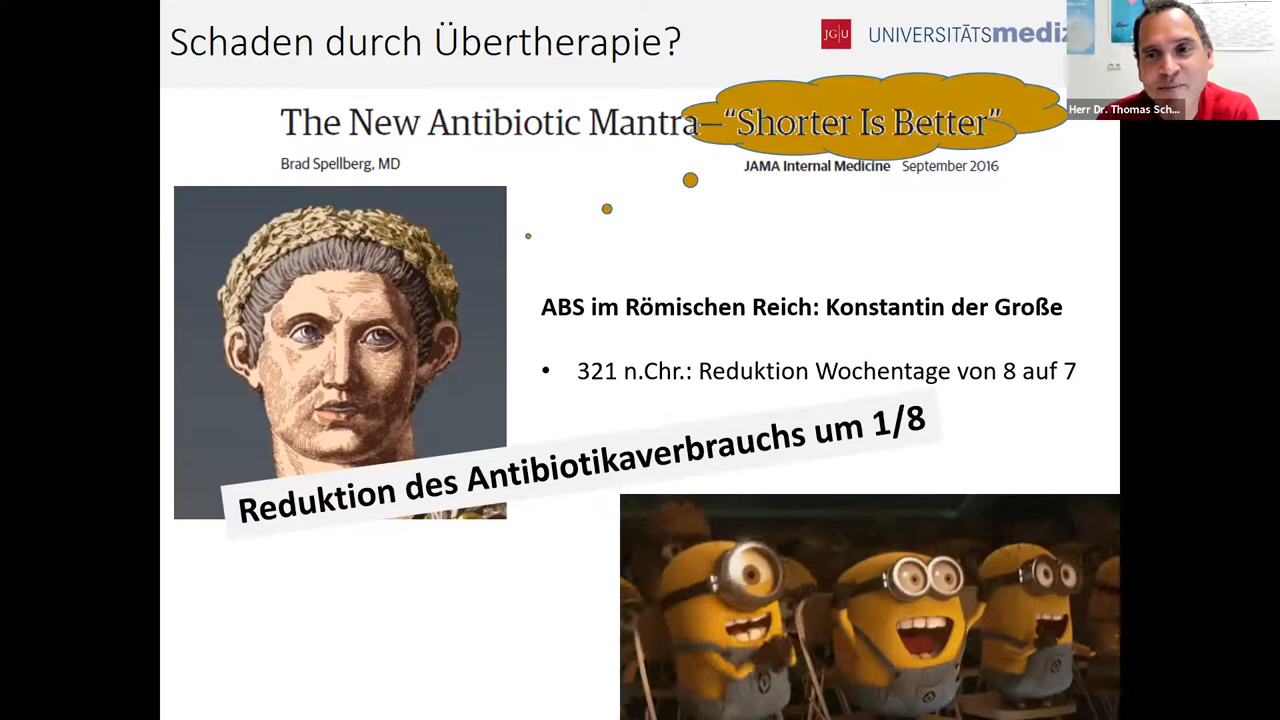 Schaden durch Übertherapie?
JG|U UNIVERSITÄTSmediz
Herr Dr. Thomas Sch...
The New Antibiotic Mantra—“Shorter Is Better”
Brad Spellberg, MD
JAMA Internal Medicine September 2016
ABS im Römischen Reich: Konstantin der Große
• 321 n.Chr.: Reduktion Wochentage von 8 auf 7
Reduktion des Antibiotikaverbrauchs um 1/8